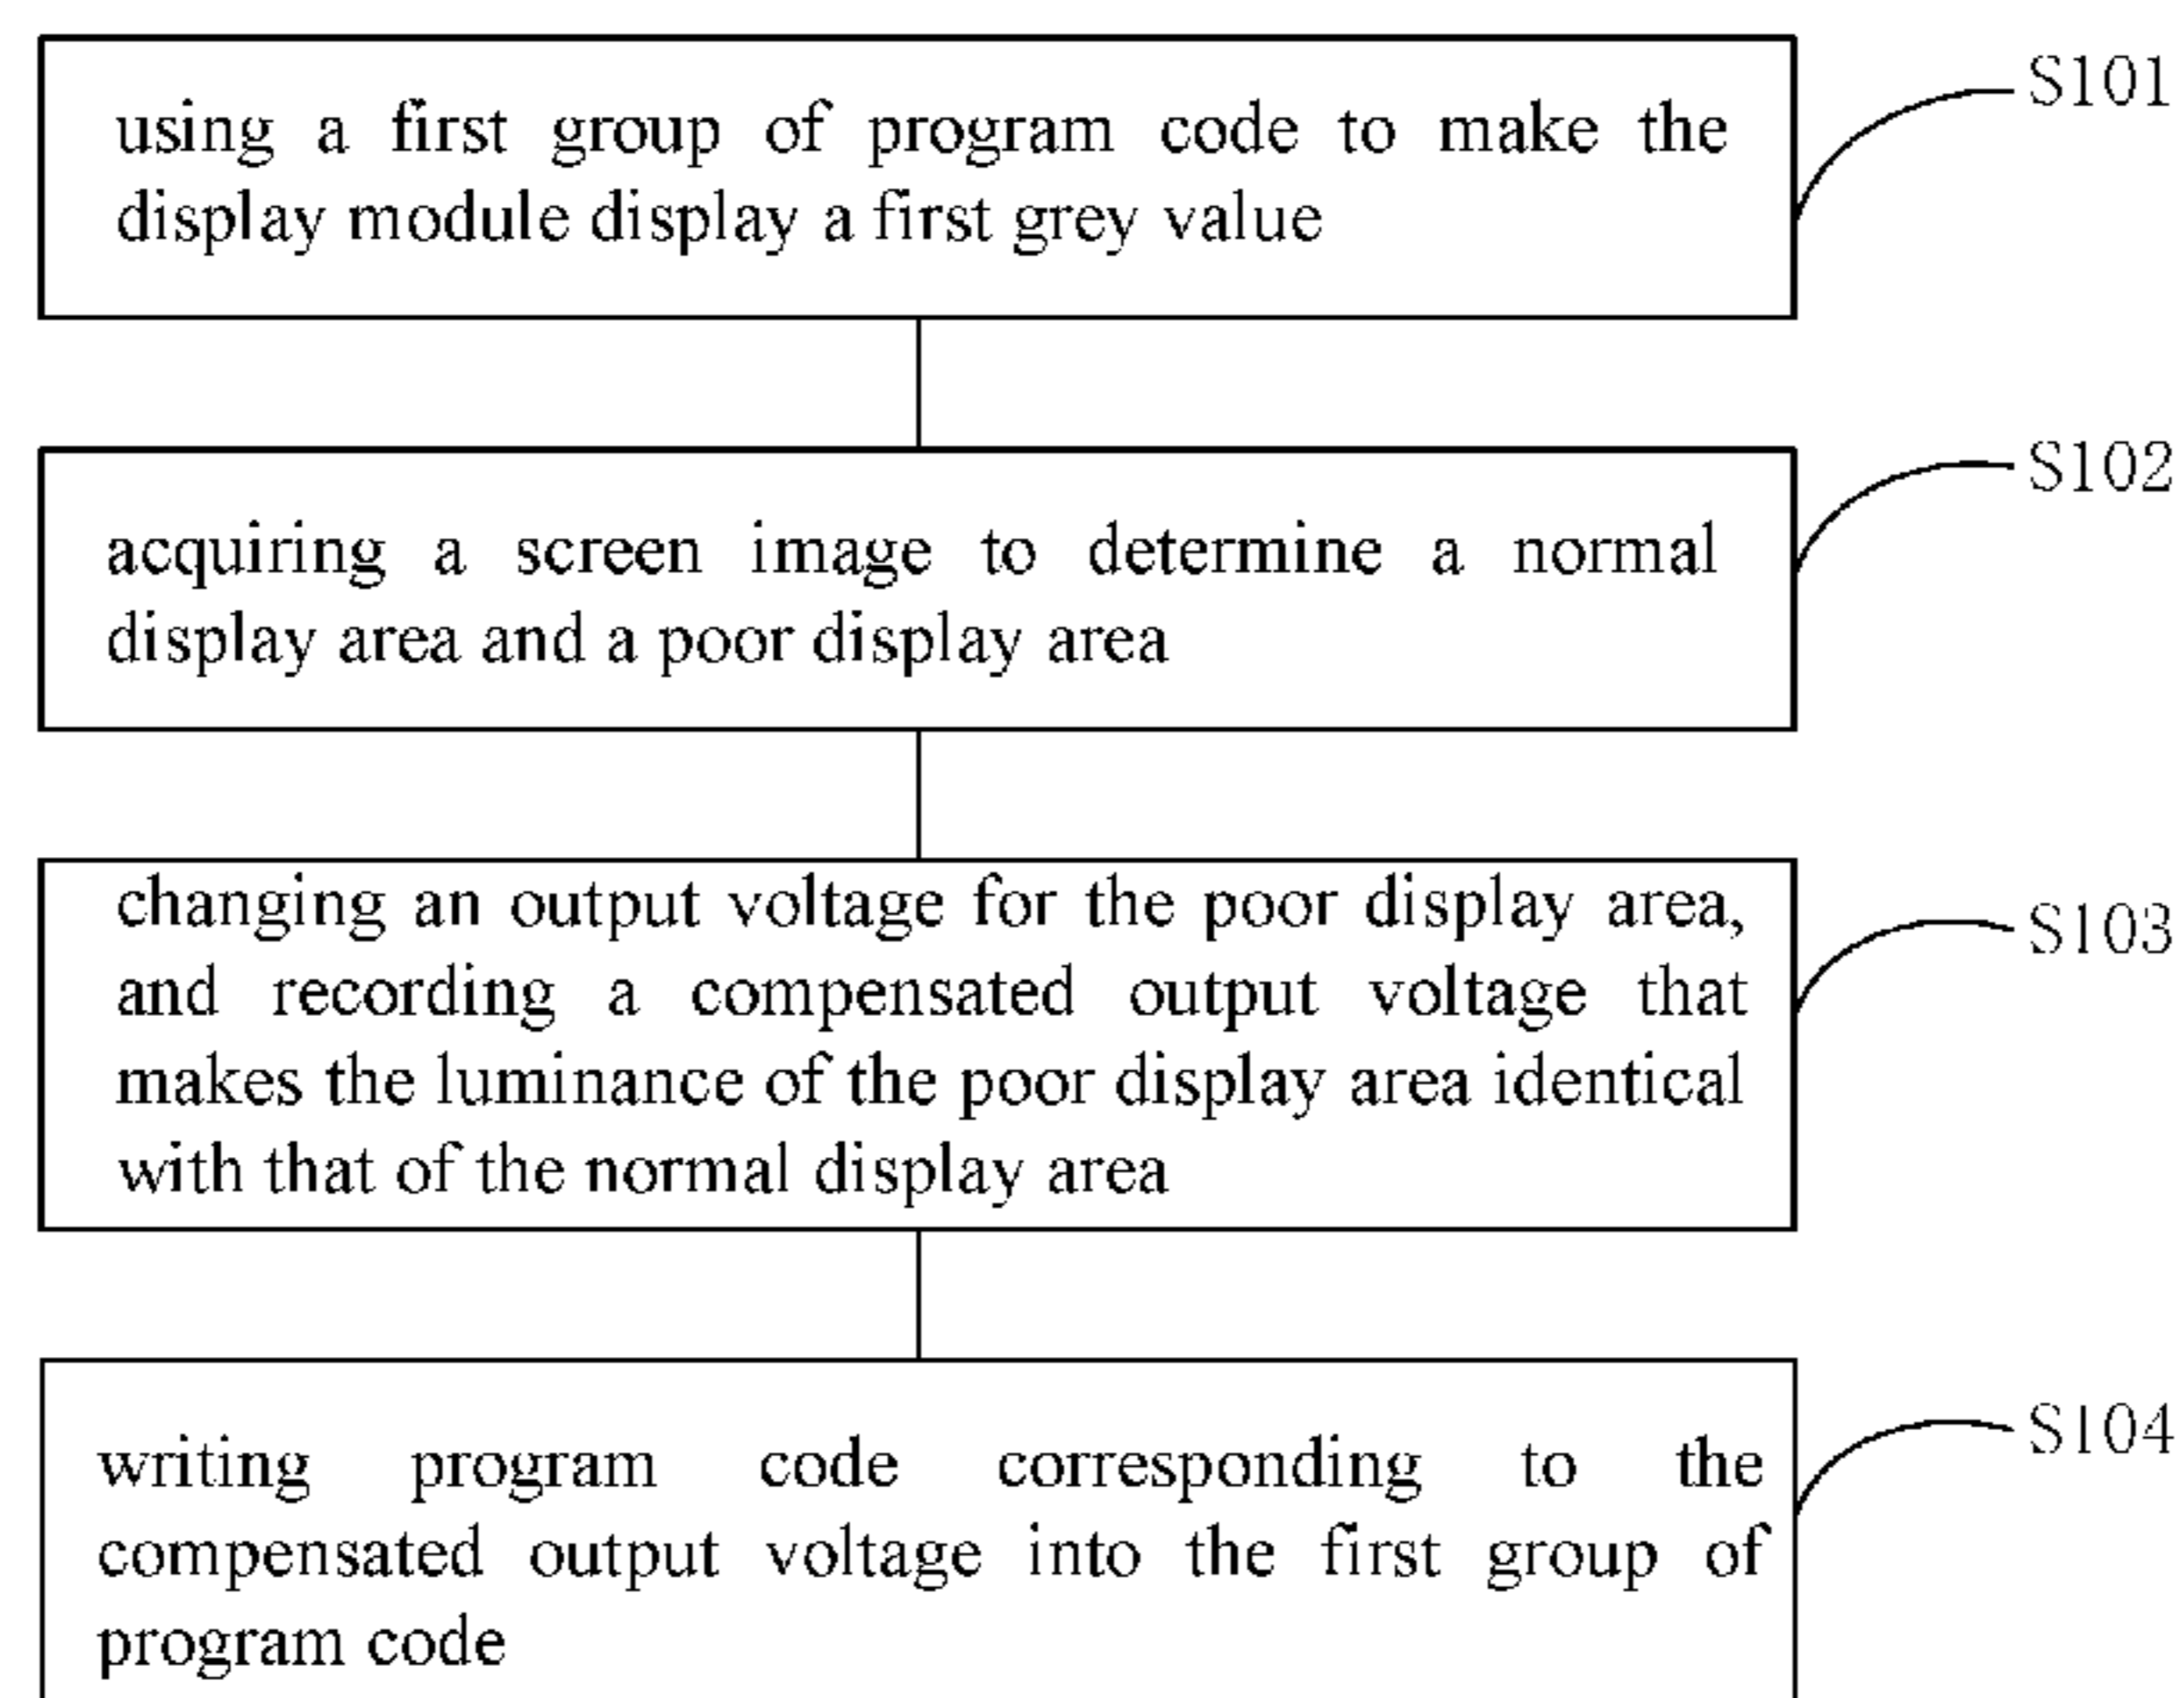 using a first group of program code to make the
display module display a first grey value
S101
acquiring a screen image to determine a normal
display area and a poor display area
S102
changing an output voltage for the poor display area,
and recording a compensated output voltage that
makes the luminance of the poor display area identical
with that of the normal display area
S103
writing program code corresponding to the
compensated output voltage into the first group of
program code
S104